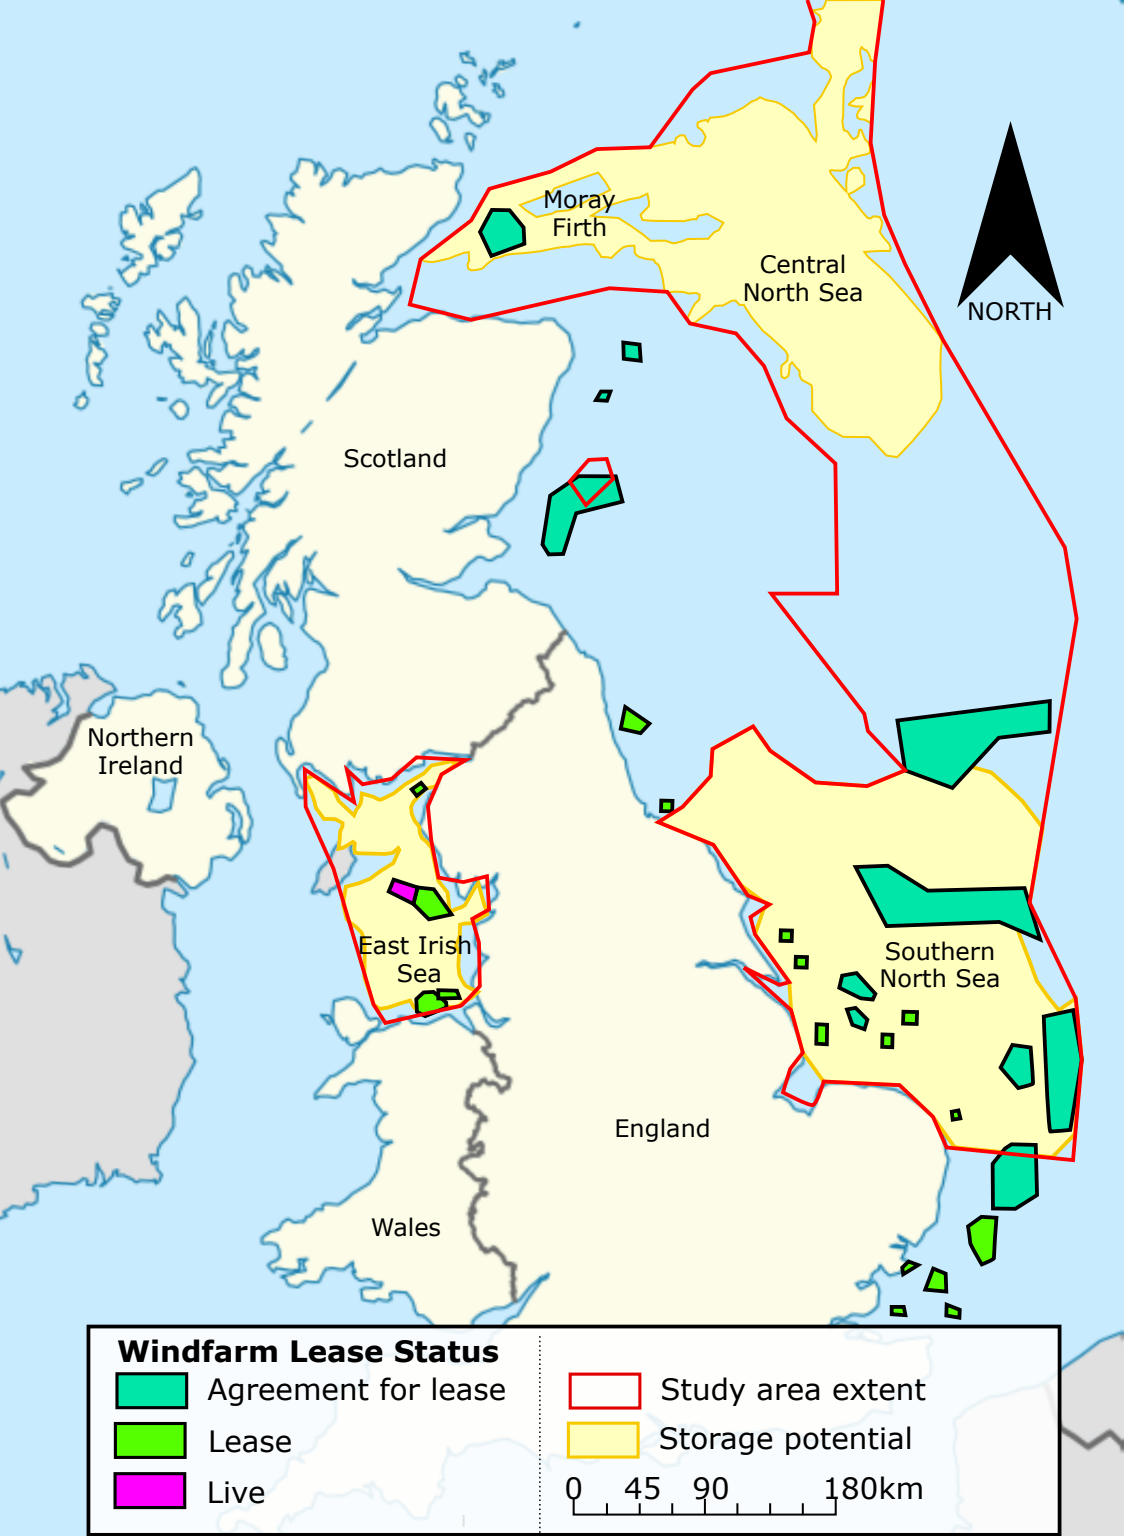 Moray
Firth
Central
North Sea
NORTH
Scotland
Northern
Ireland
East Irish
Sea
Southern
North Sea
England
Wales
Windfarm Lease Status
Agreement for lease
Lease
Live
Study area extent
Storage potential
0 45 90 180km